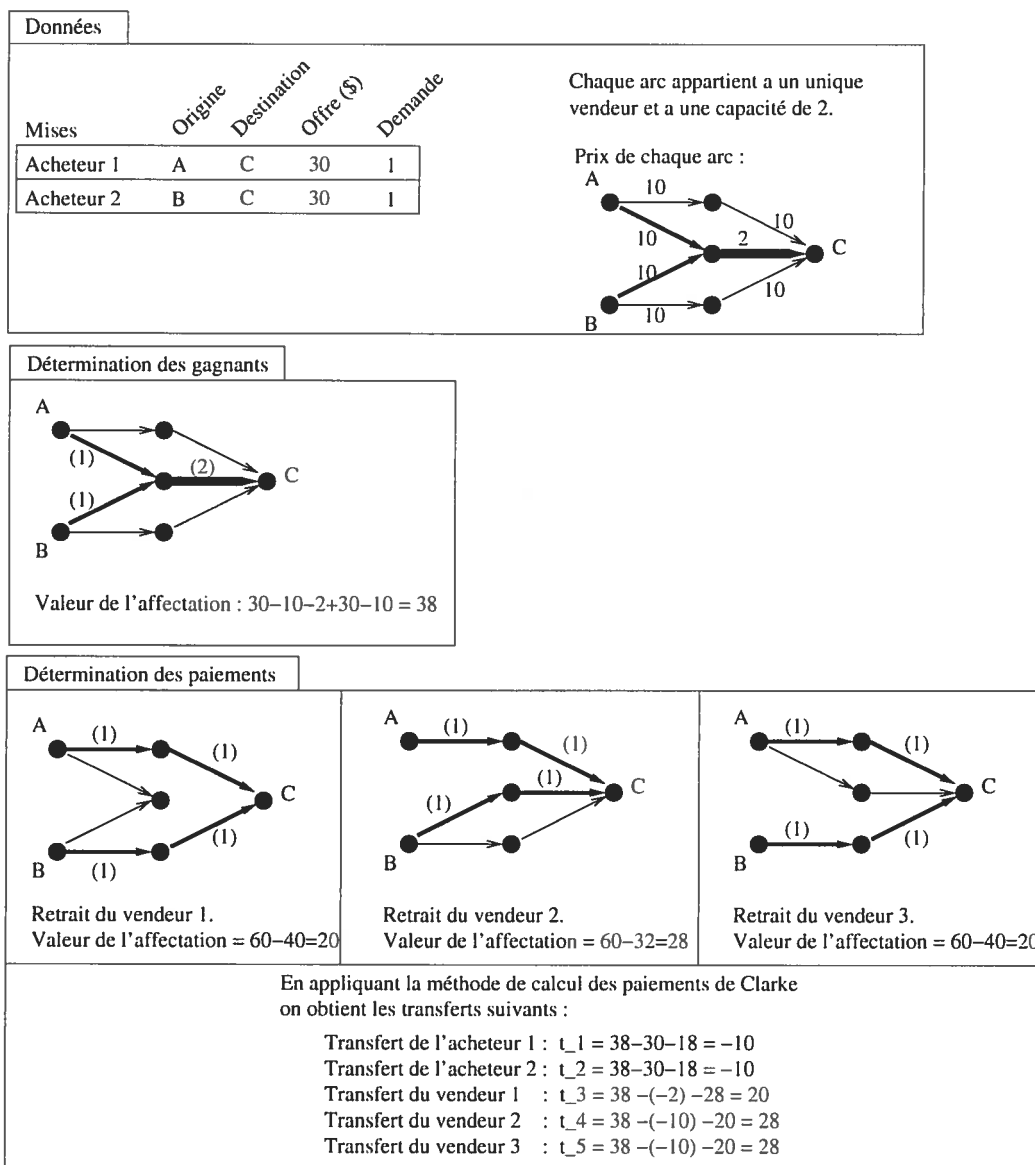 Données
Mises Origine Destination Offre ($) Demande
Acheteur 1 A C 30 1
Acheteur 2 B C 30 1
Chaque arc appartient a un unique
vendeur et a une capacité de 2.
Prix de chaque arc :
A
10
10
10
2
C
10
10
10
B
Détermination des gagnants
A
(1)
(2)
C
(1)
B
Valeur de l'affectation : 30–10–2+30–10 = 38
Détermination des paiements
A
(1)
(1)
C
(1)
B
(1)
Retrait du vendeur 1.
Valeur de l'affectation = 60–40=20
A
(1)
(1)
(1)
(1)
C
B
Retrait du vendeur 2.
Valeur de l'affectation = 60–32=28
A
(1)
(1)
C
(1)
(1)
B
Retrait du vendeur 3.
Valeur de l'affectation = 60–40=20
En appliquant la méthode de calcul des paiements de Clarke
on obtient les transferts suivants :
Transfert de l'acheteur 1 : t_1 = 38–30–18 = –10
Transfert de l'acheteur 2 : t_2 = 38–30–18 = –10
Transfert du vendeur 1 : t_3 = 38 –(–2) –28 = 20
Transfert du vendeur 2 : t_4 = 38 –(–10) –20 = 28
Transfert du vendeur 3 : t_5 = 38 –(–10) –20 = 28